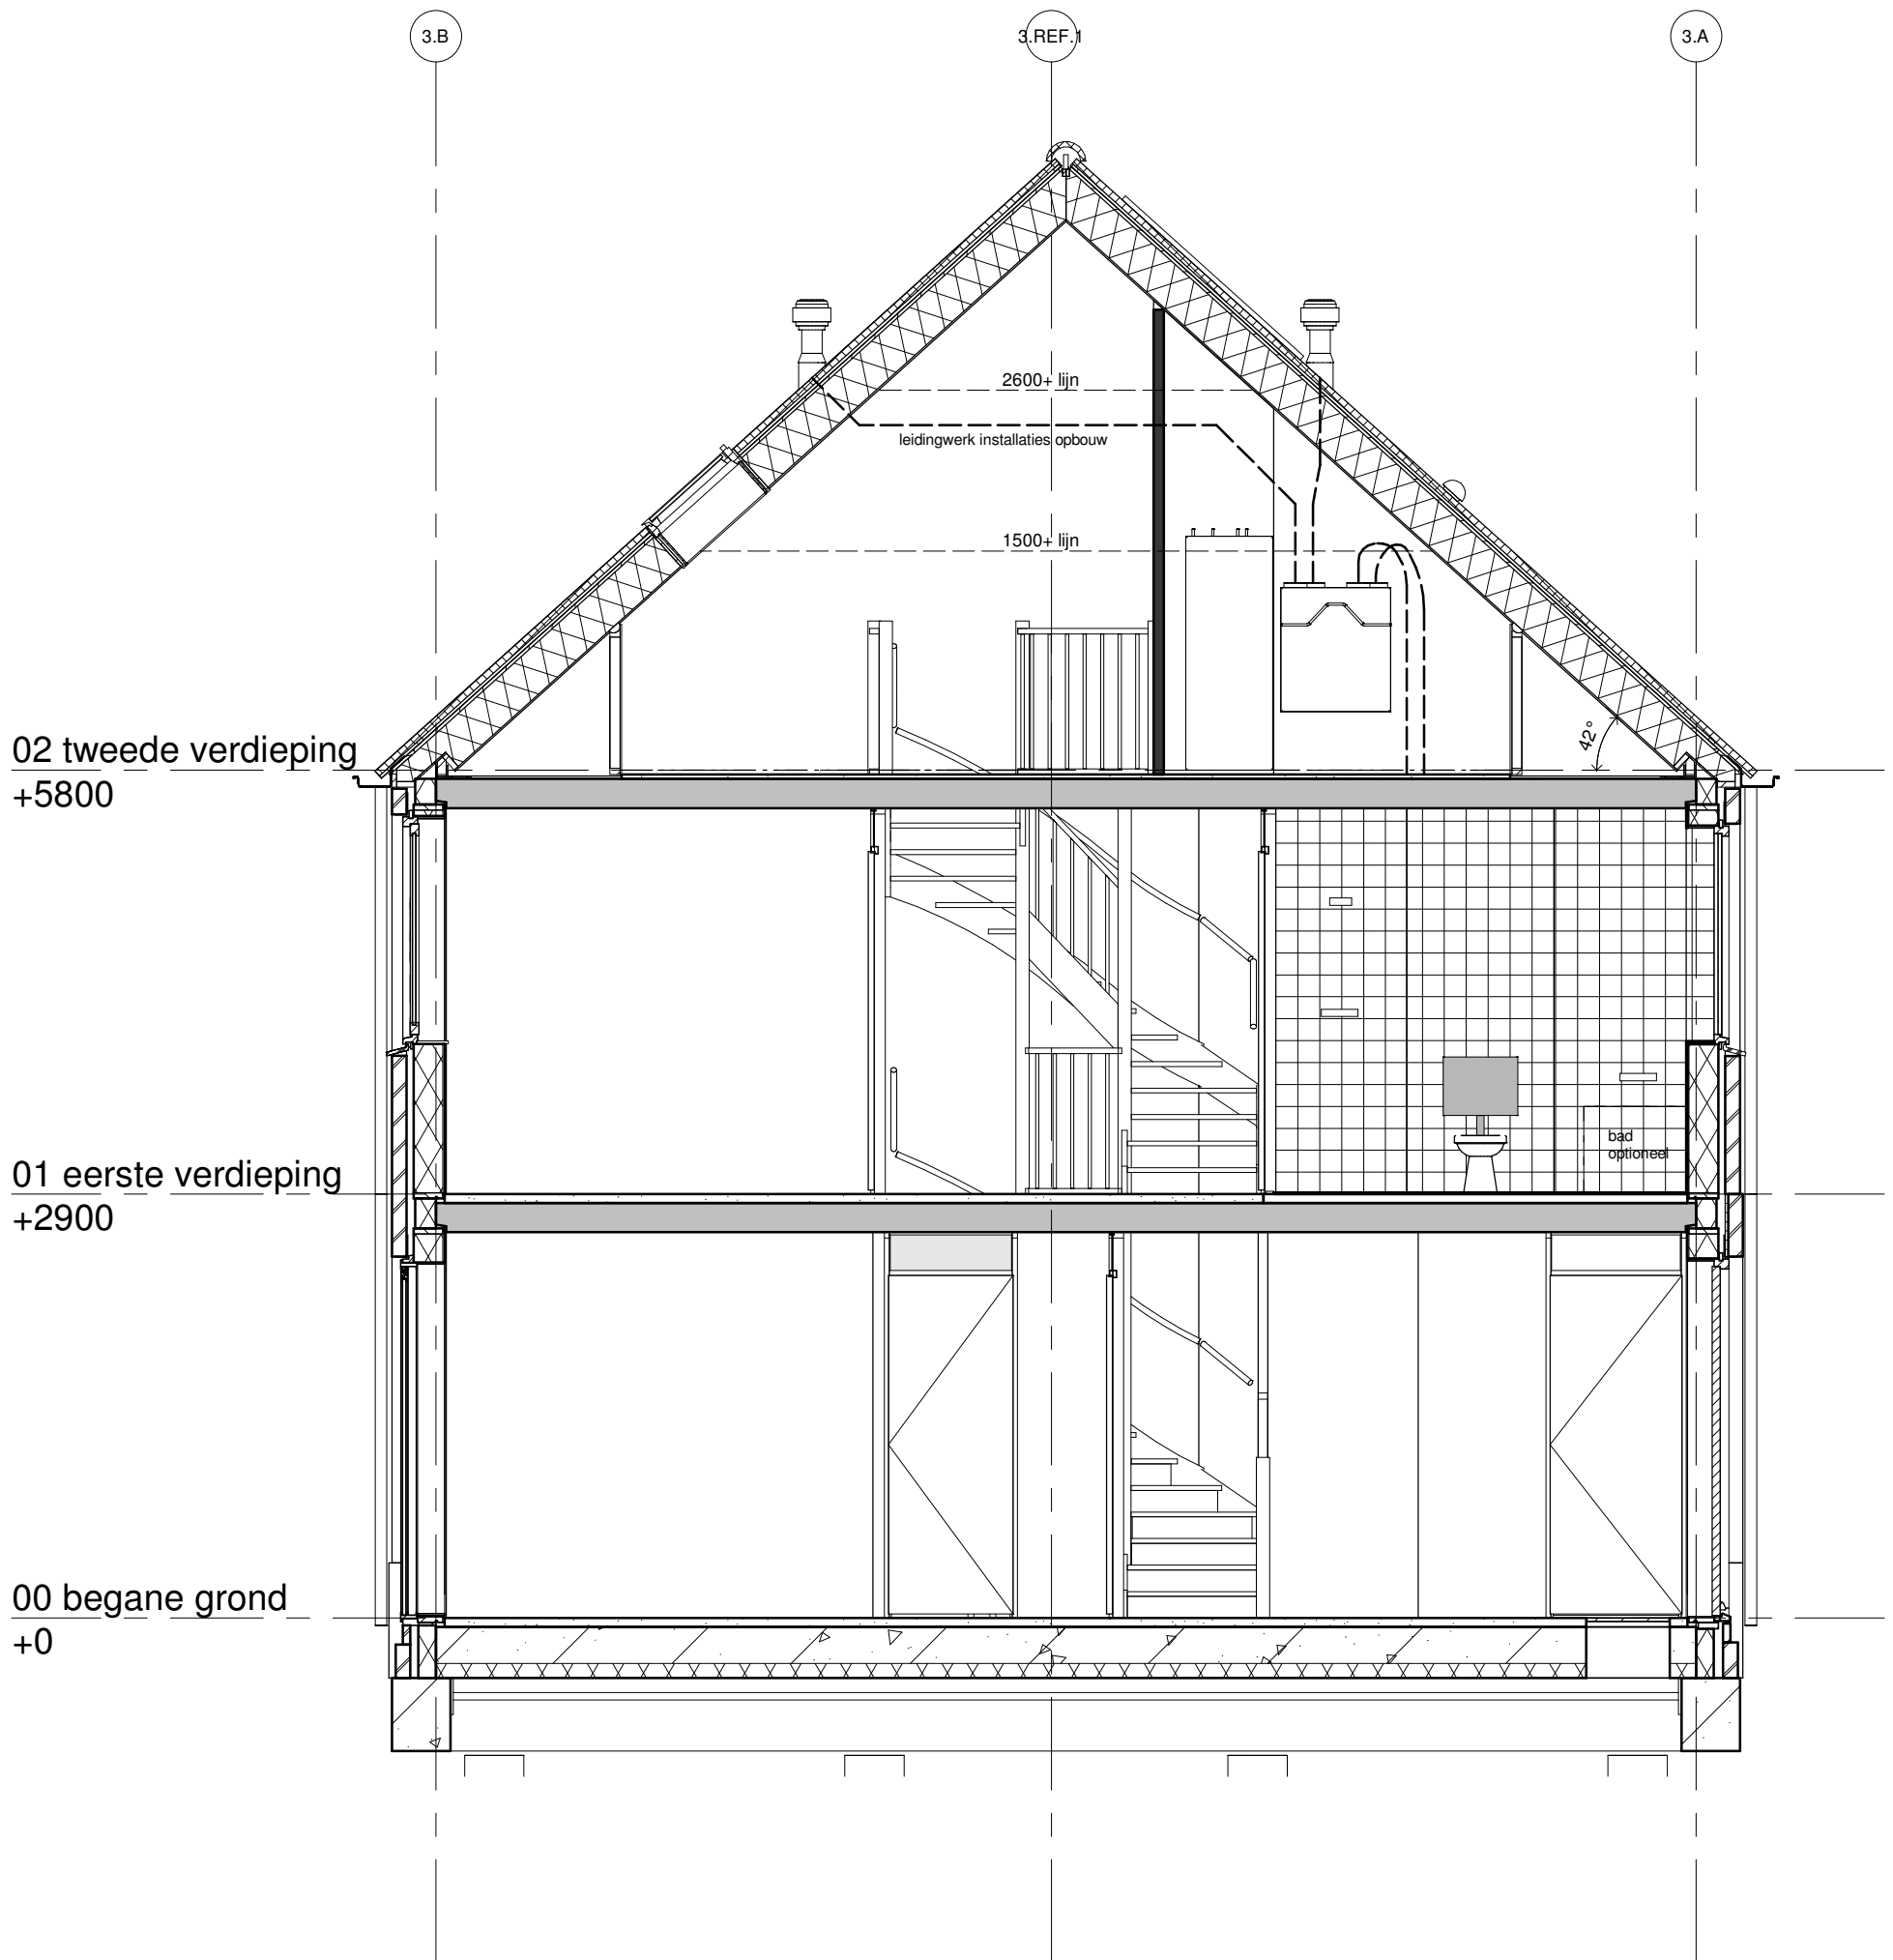 3.B
3.REF.1
3.A
2600+ lijn
leidingwerk installaties opbouw
1500+ lijn
42°
02 tweede verdieping
+5800
bad
optioneel
01 eerste verdieping
+2900
00 begane grond
+0